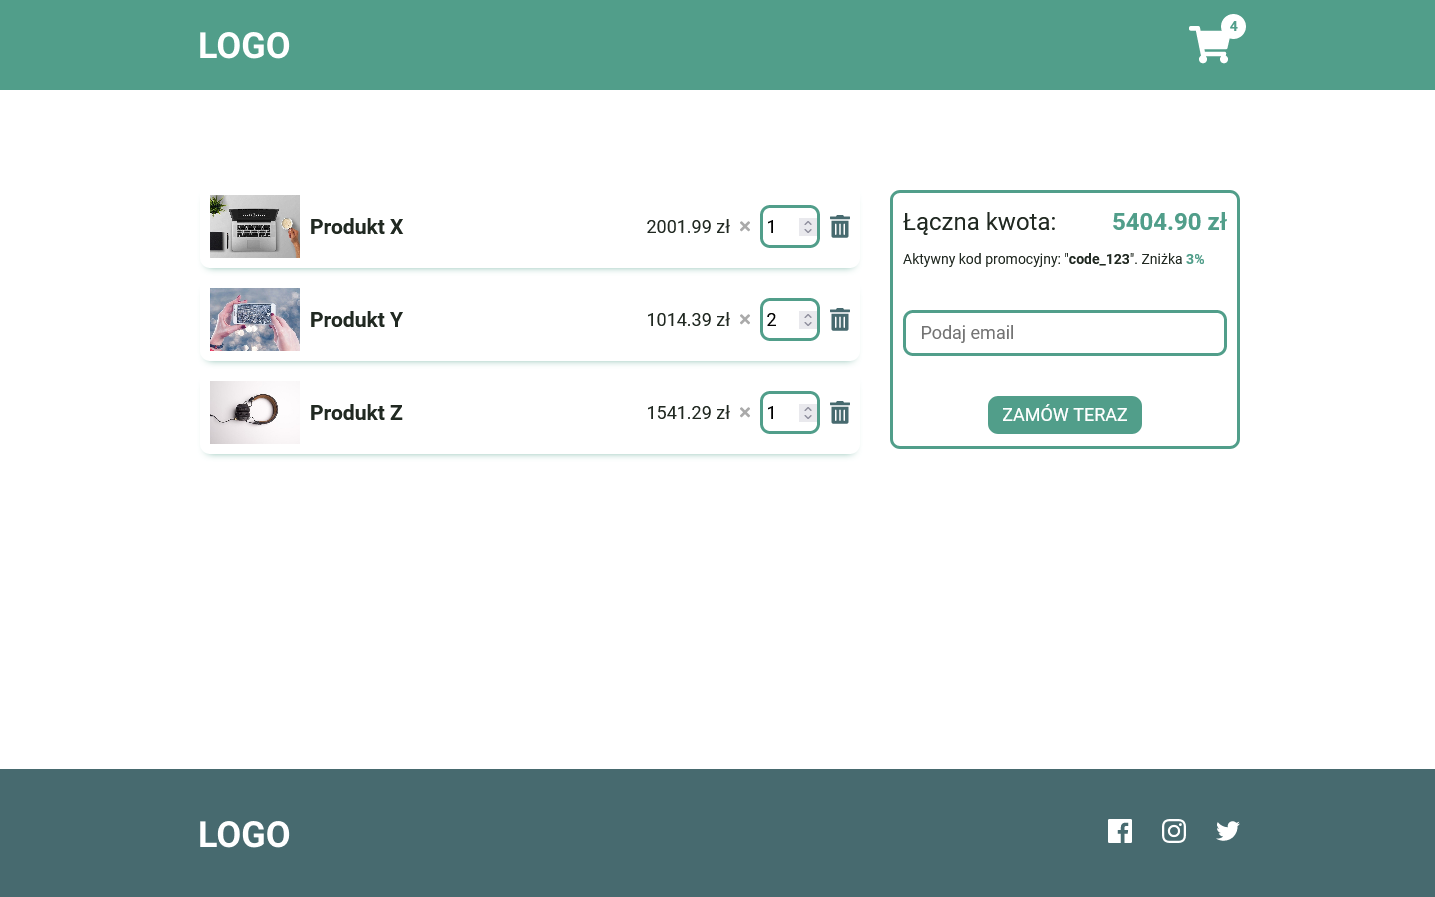 LOGO
4
Produkt X 2001.99 zł × 1
Produkt Y 1014.39 zł × 2
Produkt Z 1541.29 zł × 1
Łączna kwota: 5404.90 zł
Aktywny kod promocyjny: "code_123". Zniżka 3%
Podaj email
ZAMÓW TERAZ
LOGO